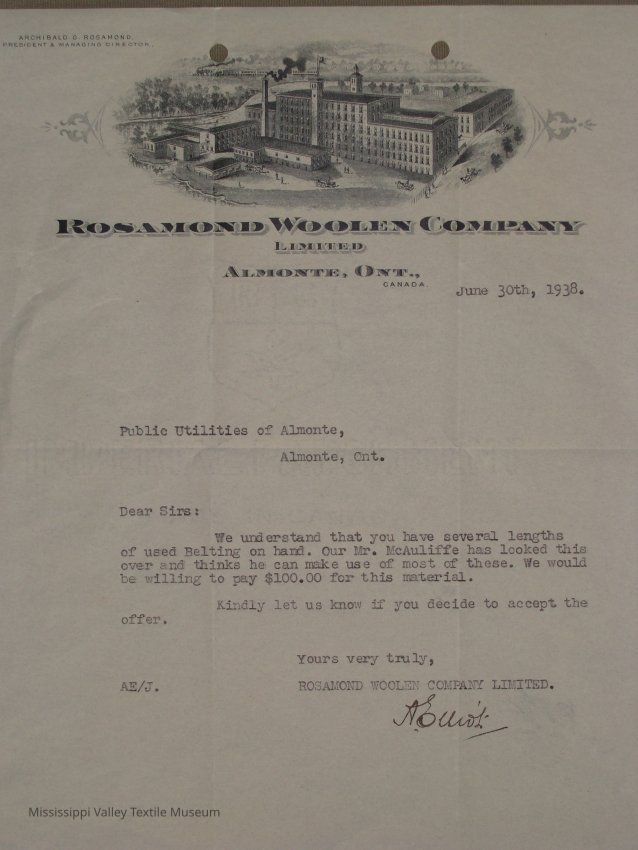 ARCHIBALD G. ROSAMOND,
PRESIDENT & MANAGING DIRECTOR,
ROSAMOND WOOLEN COMPANY
LIMITED
ALMONTE, ONT.,
CANADA.
June 30th, 1938.
Public Utilities of Almonte,
Almonte, Ont.
Dear Sirs:
We understand that you have several lengths
of used Belting on hand. Our Mr. McAuliffe has looked this
over and thinks he can make use of most of these. We would
be willing to pay $100.00 for this material.
Kindly let us know if you decide to accept the
offer.
Yours very truly,
AE/J. ROSAMOND WOOLEN COMPANY LIMITED.
A Elliot
Mississippi Valley Textile Museum